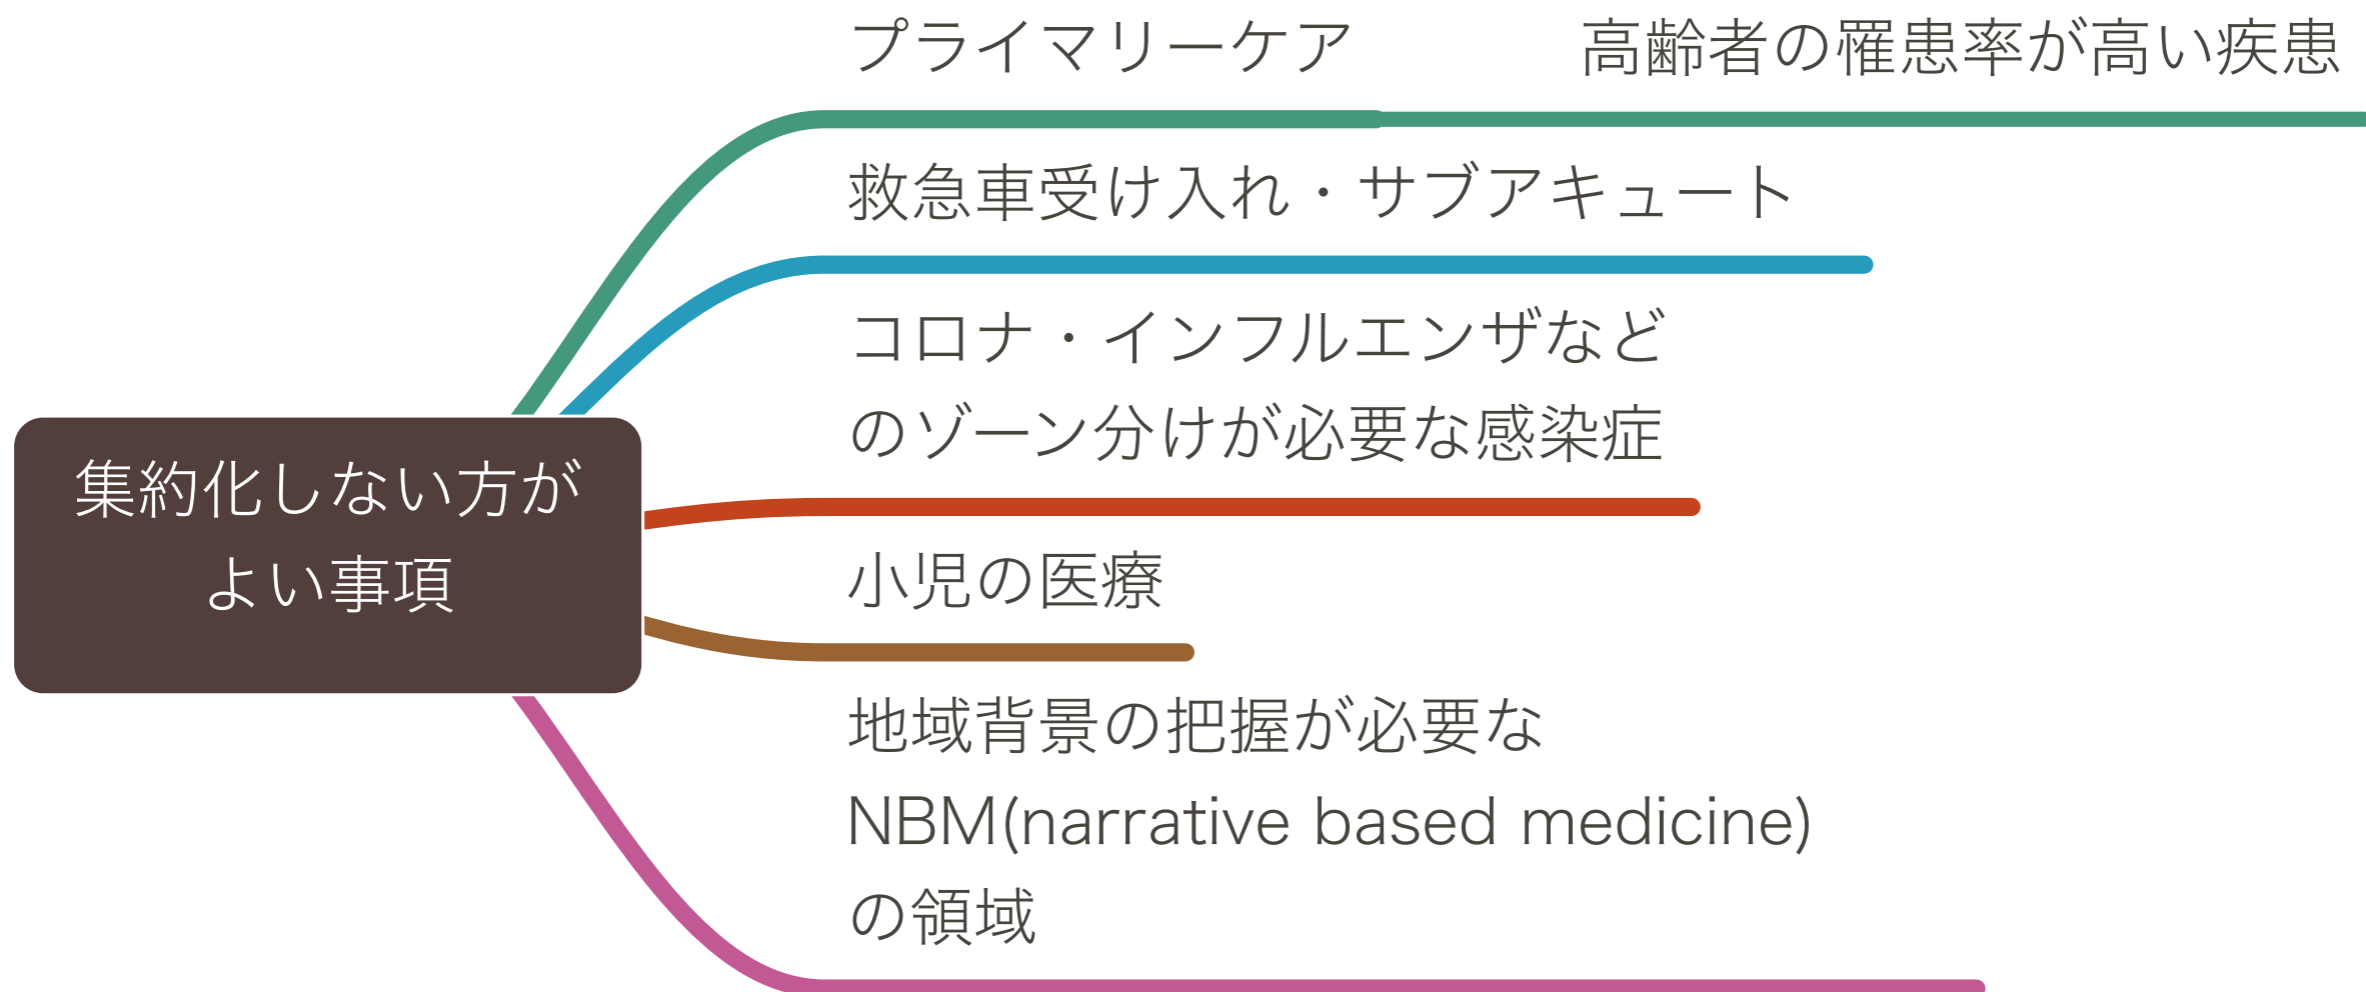 プライマリーケア
高齢者の罹患率が高い疾患
救急車受け入れ・サブアキュート
コロナ・インフルエンザなど
のゾーン分けが必要な感染症
集約化しない方が
よい事項
小児の医療
地域背景の把握が必要な
NBM(narrative based medicine)
の領域